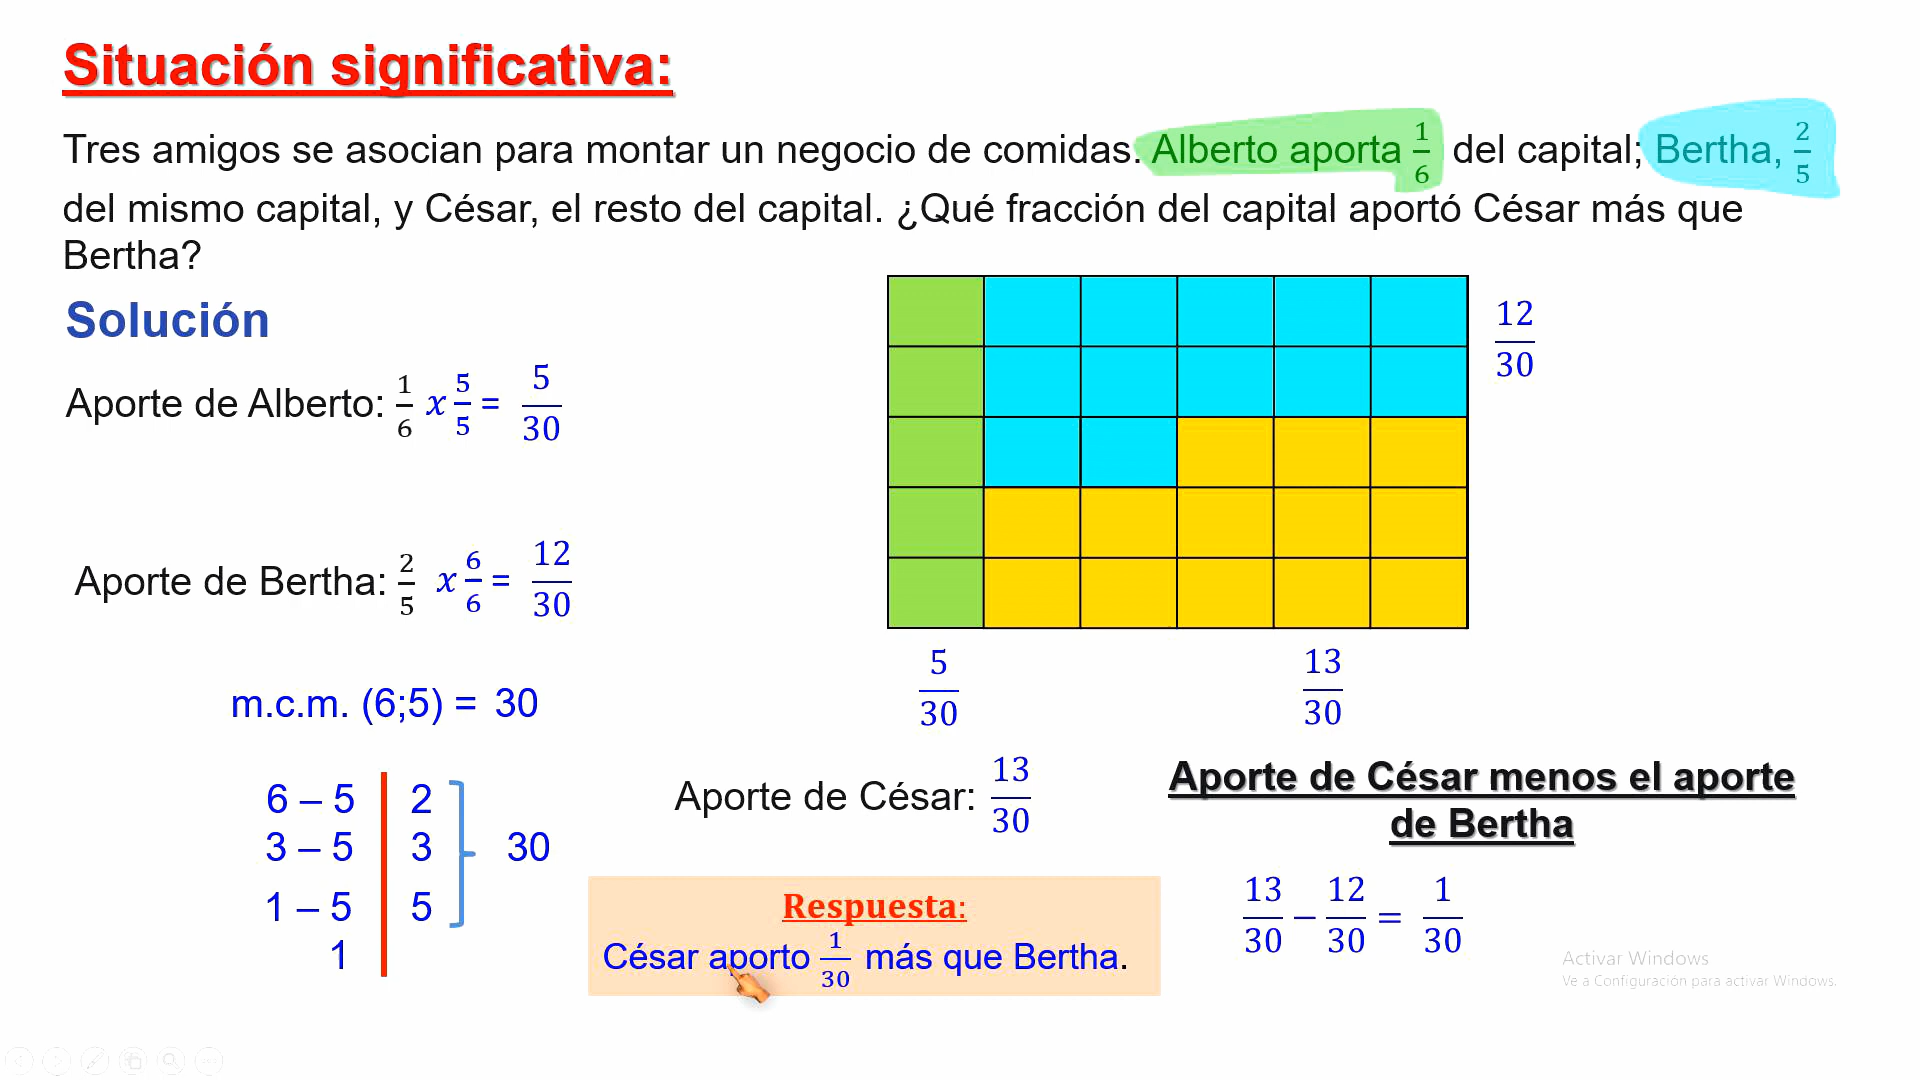 Situación significativa:
Tres amigos se asocian para montar un negocio de comidas. Alberto aporta 1/6 del capital; Bertha, 2/5
del mismo capital, y César, el resto del capital. ¿Qué fracción del capital aportó César más que
Bertha?
Solución
12/30
Aporte de Alberto: 1/6 x 5/5 = 5/30
Aporte de Bertha: 2/5 x 6/6 = 12/30
5/30
13/30
m.c.m. (6;5) = 30
6 – 5 2
3 – 5 3 30
1 – 5 5
1
Aporte de César: 13/30
Aporte de César menos el aporte
de Bertha
13/30 − 12/30 = 1/30
Respuesta:
César aporto 1/30 más que Bertha.
Activar Windows
Ve a Configuración para activar Windows.